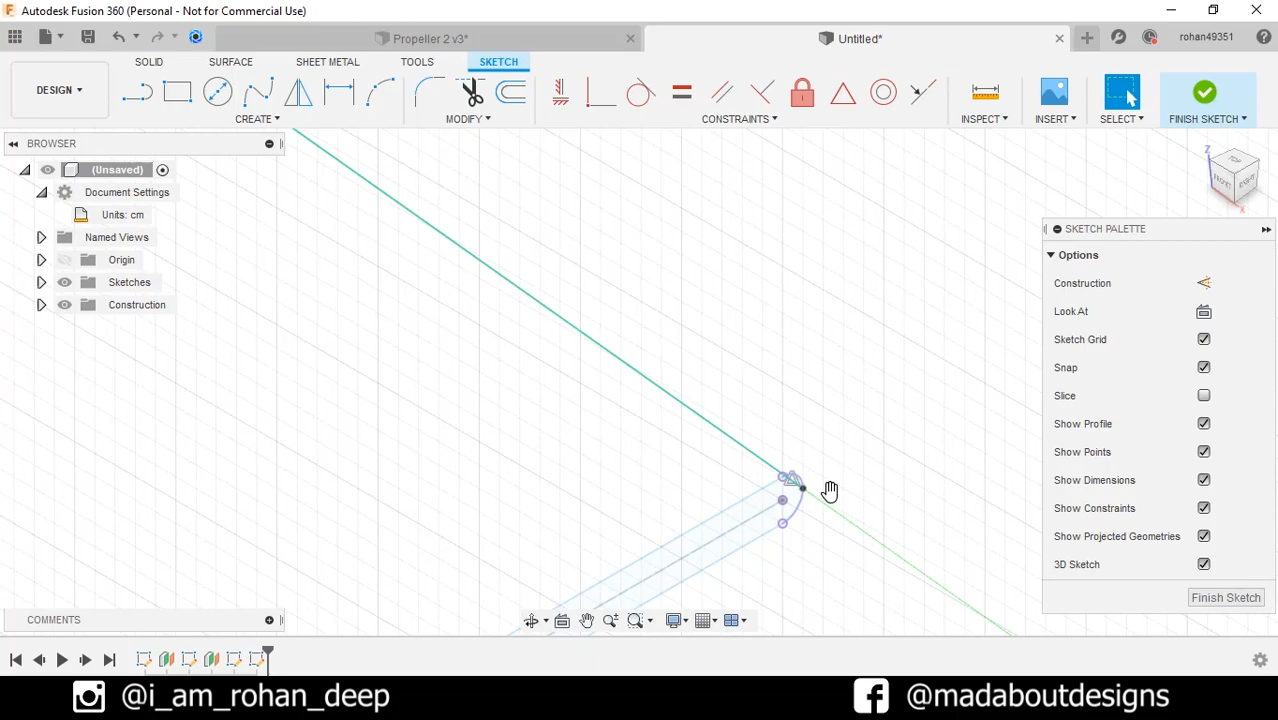 Autodesk Fusion 360 (Personal - Not for Commercial Use)
Propeller 2 v3*
Untitled*
rohan49351
SOLID SURFACE SHEET METAL TOOLS SKETCH
DESIGN
CREATE MODIFY CONSTRAINTS INSPECT INSERT SELECT FINISH SKETCH
BROWSER
(Unsaved)
Document Settings
Units: cm
Named Views
Origin
Sketches
Construction
Z
TOP
FRONT RIGHT
X
SKETCH PALETTE
Options
Construction
Look At
Sketch Grid
Snap
Slice
Show Profile
Show Points
Show Dimensions
Show Constraints
Show Projected Geometries
3D Sketch
Finish Sketch
COMMENTS
@i_am_rohan_deep @madaboutdesigns